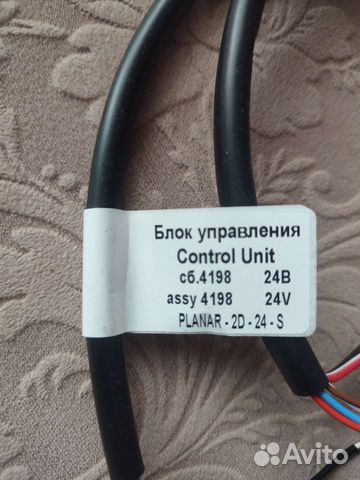 Блок управления
Control Unit
сб.4198 24В
assy 4198 24V
PLANAR - 2D - 24 - S
Avito